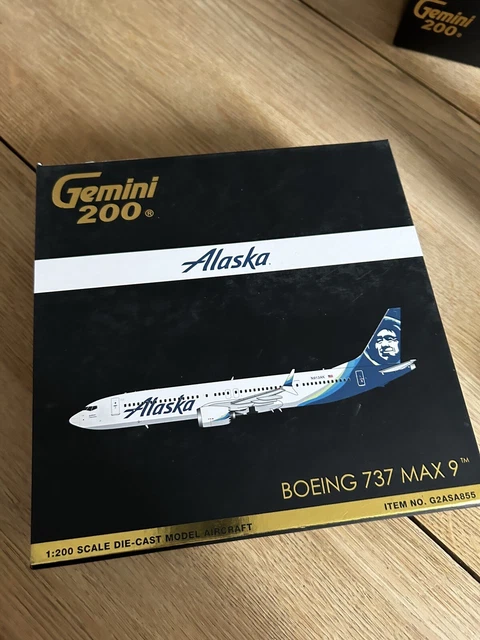 Gemini
200®
Gemini
200®
Alaska
Alaska
BOEING 737 MAX 9™
ITEM NO. G2ASA855
1:200 SCALE DIE-CAST MODEL AIRCRAFT